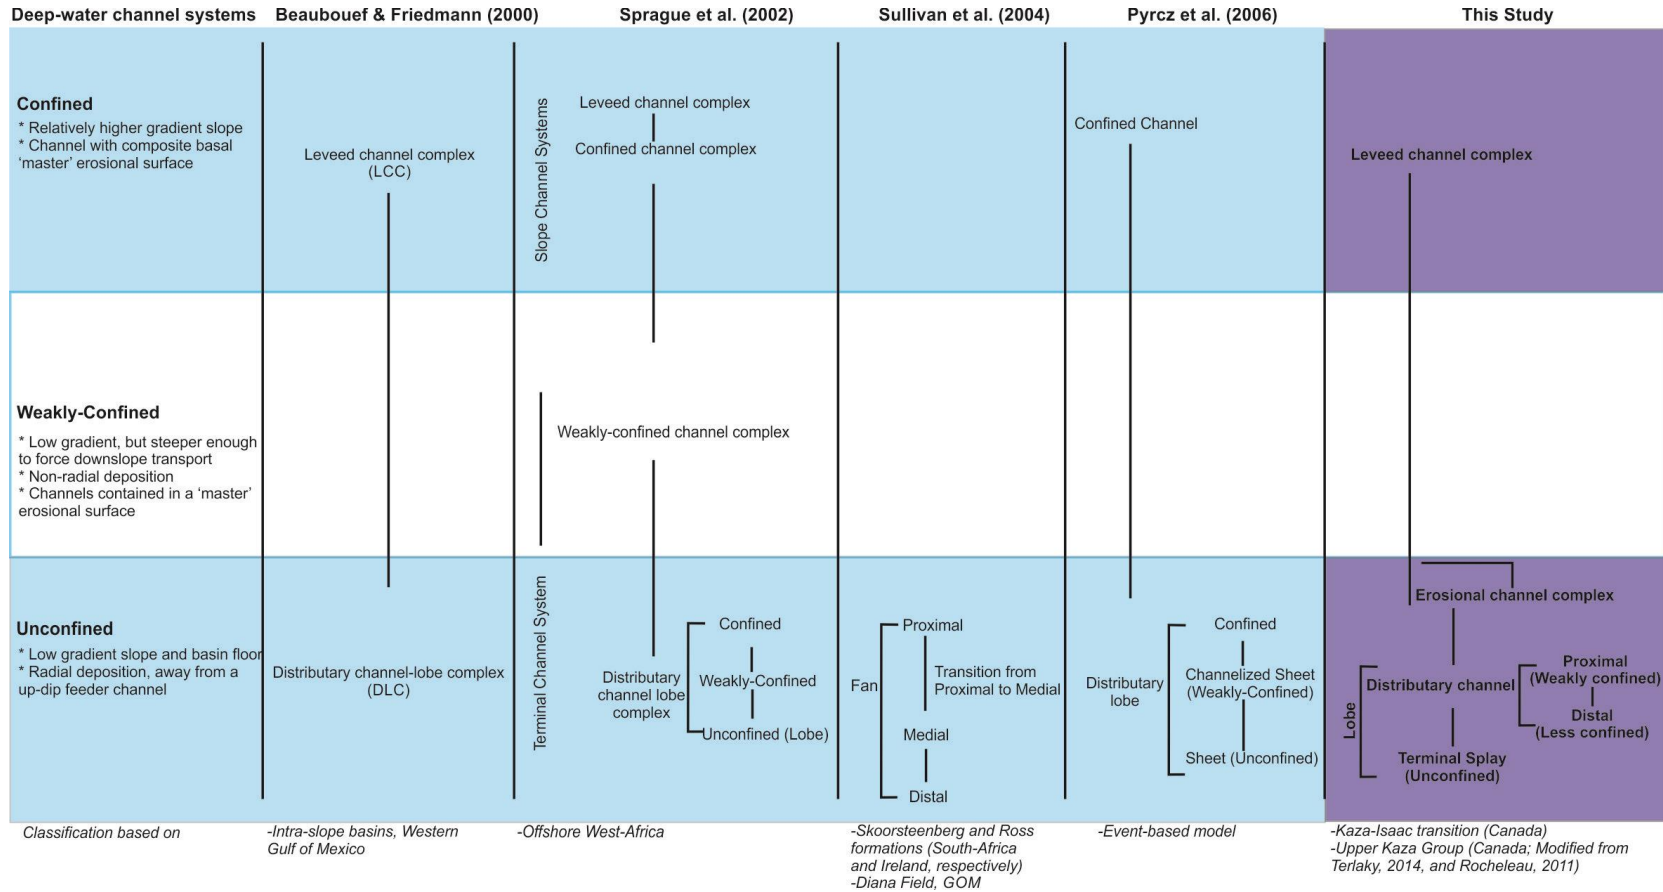 Deep-water channel systems
Beaubouef & Friedmann (2000)
Sprague et al. (2002)
Sullivan et al. (2004)
Pyrcz et al. (2006)
This Study
Confined
* Relatively higher gradient slope
* Channel with composite basal
‘master’ erosional surface
Leveed channel complex
(LCC)
Slope Channel Systems
Leveed channel complex
Confined channel complex
Confined Channel
Leveed channel complex
Weakly-Confined
* Low gradient, but steeper enough
to force downslope transport
* Non-radial deposition
* Channels contained in a ‘master’
erosional surface
Weakly-confined channel complex
Unconfined
* Low gradient slope and basin floor
* Radial deposition, away from a
up-dip feeder channel
Distributary channel-lobe complex
(DLC)
Terminal Channel System
Distributary
channel lobe
complex
Confined
Weakly-Confined
Unconfined (Lobe)
Fan
Proximal
Transition from
Proximal to Medial
Medial
Distal
Distributary
lobe
Confined
Channelized Sheet
(Weakly-Confined)
Sheet (Unconfined)
Erosional channel complex
Lobe
Distributary channel
Proximal
(Weakly confined)
Distal
(Less confined)
Terminal Splay
(Unconfined)
Classification based on
-Intra-slope basins, Western
Gulf of Mexico
-Offshore West-Africa
-Skoorsteenberg and Ross
formations (South-Africa
and Ireland, respectively)
-Diana Field, GOM
-Event-based model
-Kaza-Isaac transition (Canada)
-Upper Kaza Group (Canada; Modified from
Terlaky, 2014, and Rocheleau, 2011)